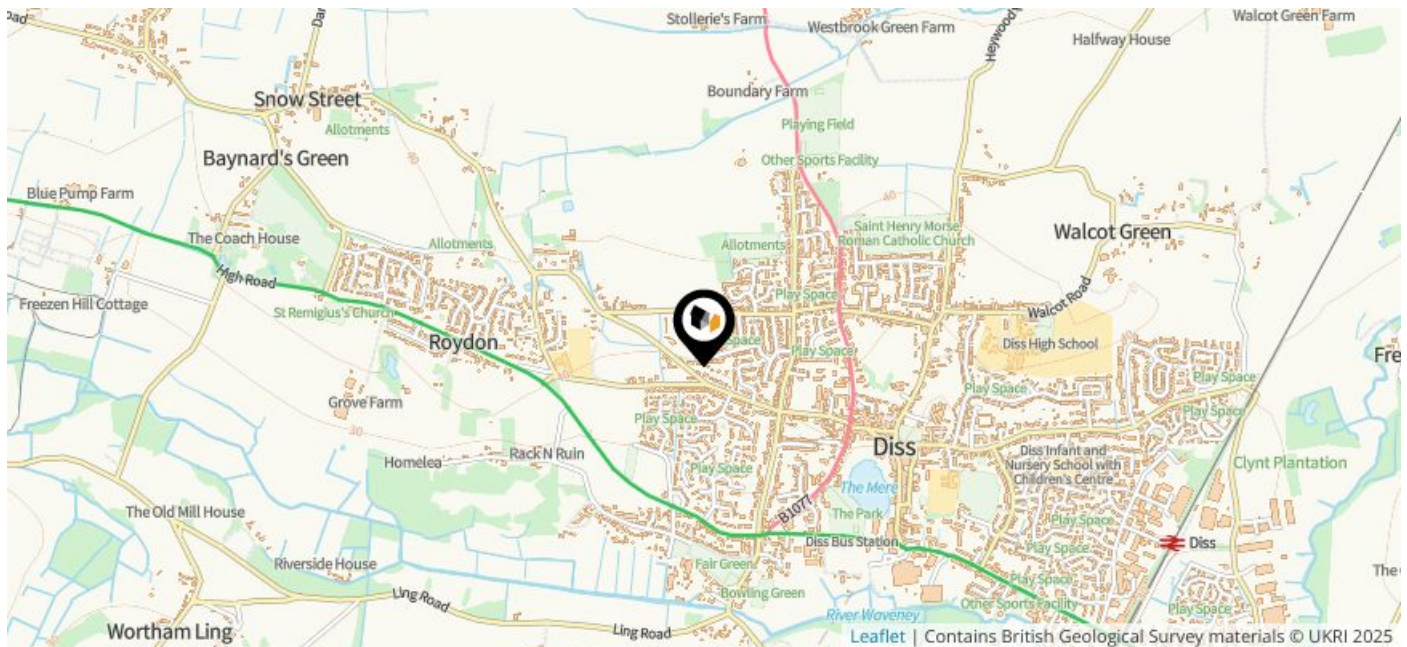 Stollerie's Farm
Westbrook Green Farm
Walcot Green Farm
Halfway House
Boundary Farm
Snow Street
Allotments
Playing Field
Baynard's Green
Other Sports Facility
40
Blue Pump Farm
40
Saint Henry Morse
Roman Catholic Church
Walcot Green
The Coach House
Allotments
Allotments
High Road
Freezen Hill Cottage
St Remigius's Church
Play Space
Walcot Road
Roydon
Diss High School
Play Space
Fre
Grove Farm
Play Space
Play Space
Play Space
30
Play Space
Rack N Ruin
Homelea
Play Space
Diss
Diss Infant and
Nursery School with
Children's Centre
Clynt Plantation
The Mere
B1077
The Old Mill House
The Park
Play Space
Diss Bus Station
Diss
Riverside House
Fair Green
Play Space
Play Space
The
Ling Road
Bowling Green
Other Sports Facility
Play Space
River Waveney
Wortham Ling
Ling Road
Leaflet | Contains British Geological Survey materials © UKRI 2025